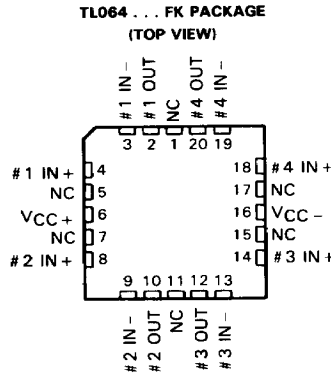 TL064 . . . FK PACKAGE
(TOP VIEW)
#1 IN-
#1 OUT
NC
#4 OUT
#4 IN-
3 2 1 20 19
#1 IN+ 4
NC 5
VCC+ 6
NC 7
#2 IN+ 8
18 #4 IN+
17 NC
16 VCC-
15 NC
14 #3 IN+
9 10 11 12 13
#2 IN-
#2 OUT
NC
#3 OUT
#3 IN-